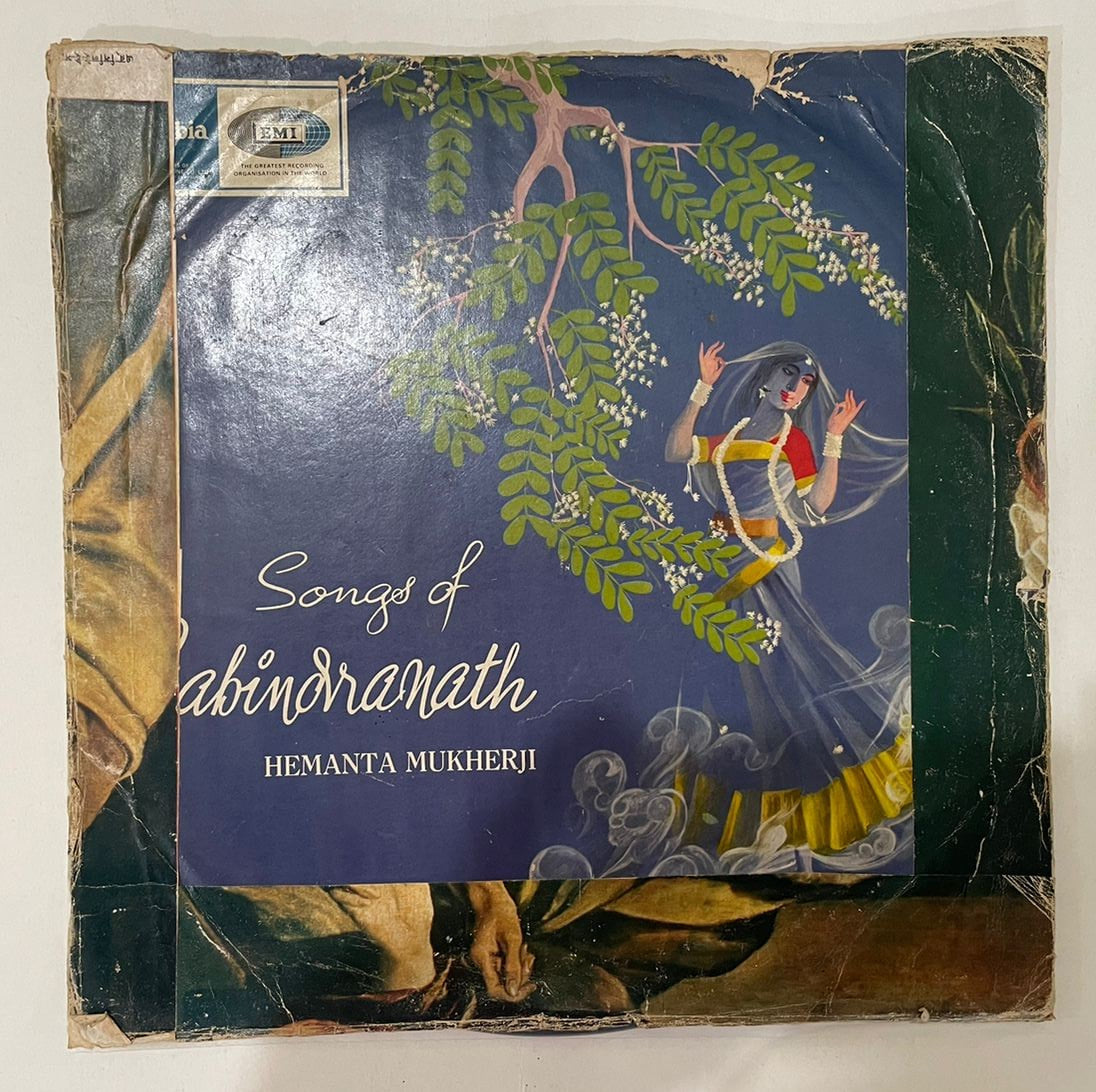 bia
EMI
THE GREATEST RECORDING
ORGANISATION IN THE WORLD
Songs of
abindranath
HEMANTA MUKHERJI